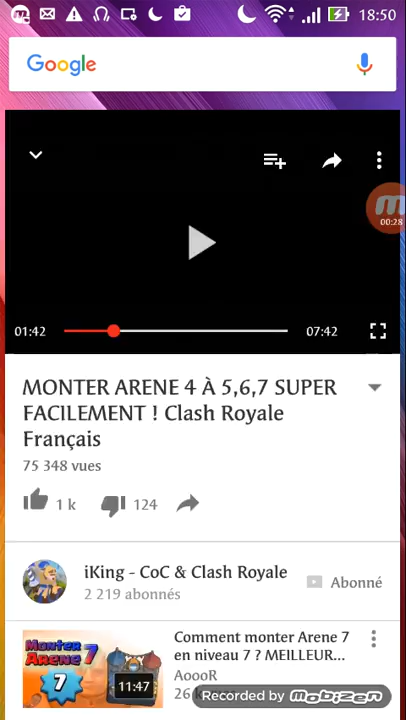 18:50
Google
00:28
01:42
07:42
MONTER ARENE 4 À 5,6,7 SUPER
FACILEMENT ! Clash Royale
Français
75 348 vues
1 k
124
iKing - CoC & Clash Royale
2 219 abonnés
Abonné
Comment monter Arene 7
en niveau 7 ? MEILLEUR...
AoooR
26
Monter
Arene 7
7
11:47
Recorded by Mobizen